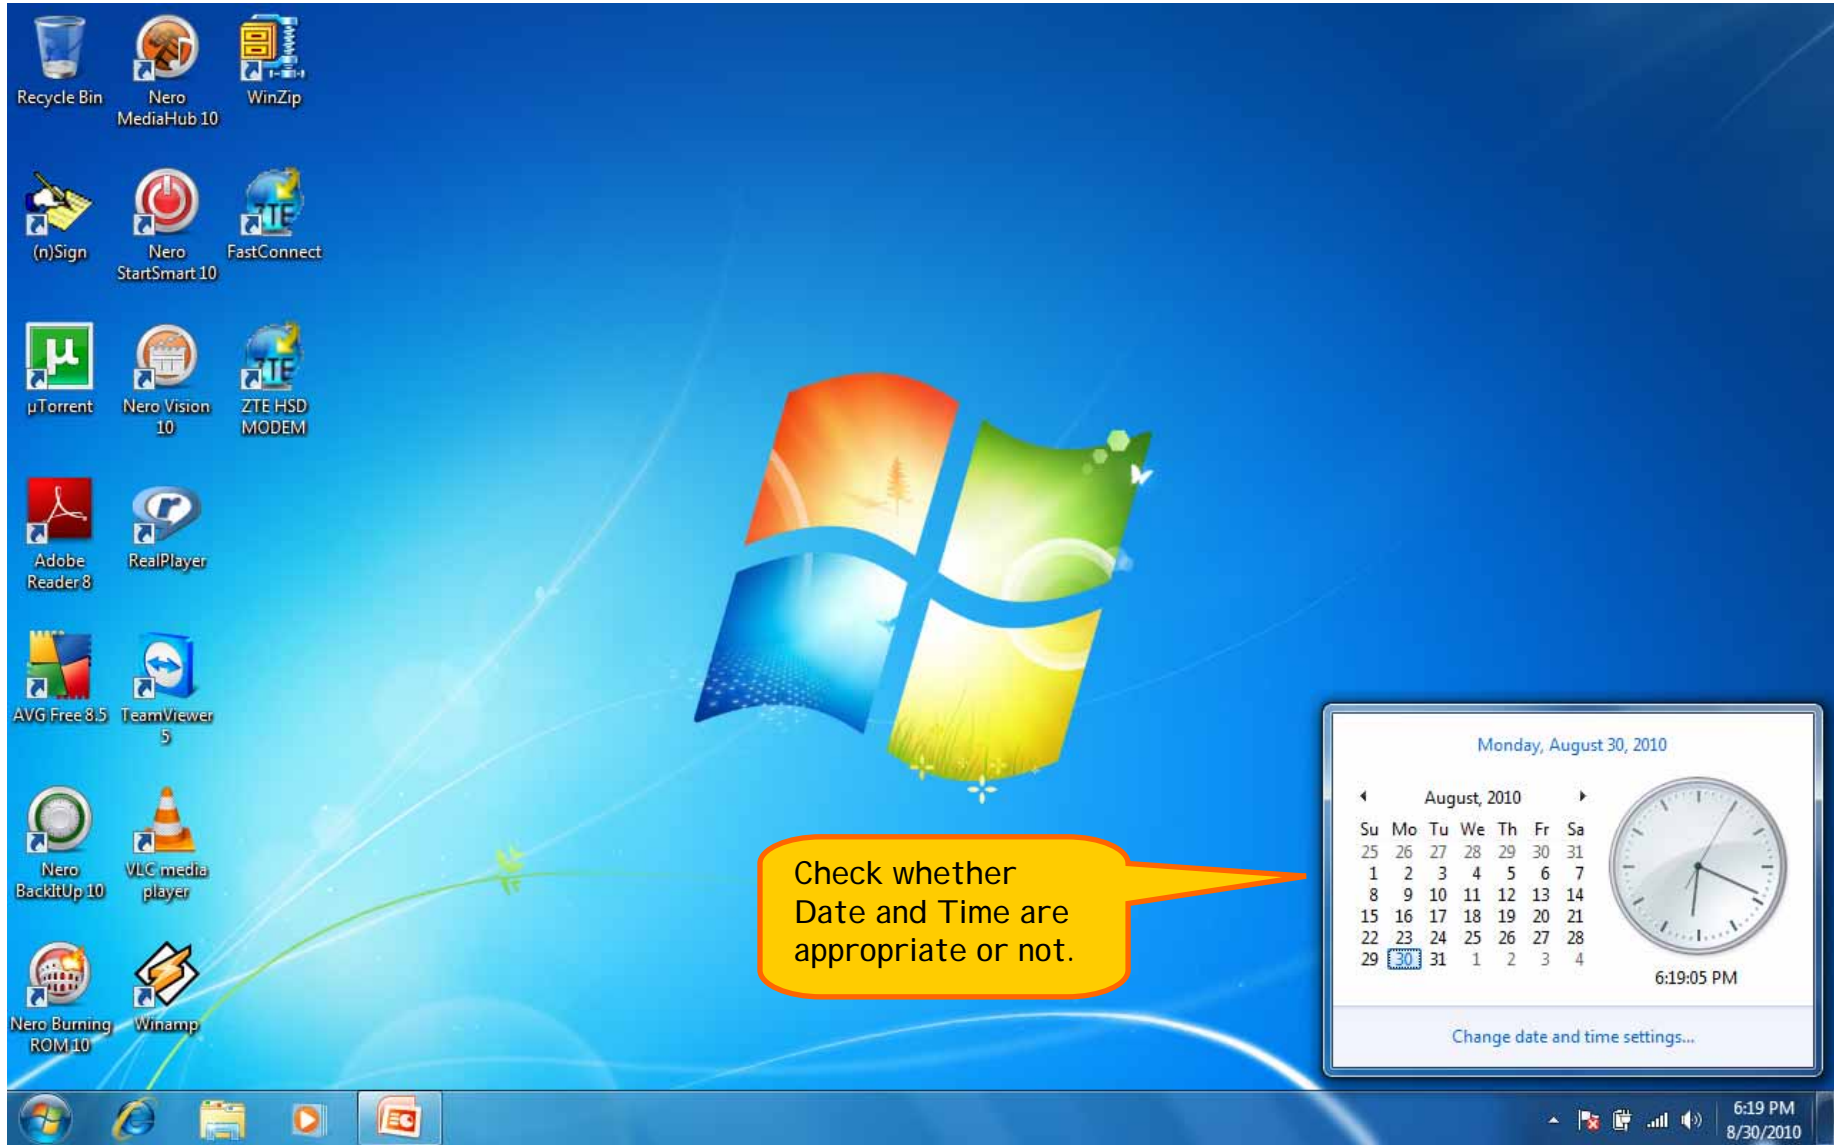 Recycle Bin
Nero
MediaHub 10
WinZip
(n)Sign
Nero
StartSmart 10
ZTE
FastConnect
µ
µTorrent
Nero Vision
10
ZTE
ZTE HSD
MODEM
Adobe
Reader 8
RealPlayer
AVG Free 8.5
TeamViewer
5
Nero
BackItUp 10
VLC media
player
Nero Burning
ROM 10
Winamp
Check whether
Date and Time are
appropriate or not.
Monday, August 30, 2010
August, 2010
Su Mo Tu We Th Fr Sa
25 26 27 28 29 30 31
1 2 3 4 5 6 7
8 9 10 11 12 13 14
15 16 17 18 19 20 21
22 23 24 25 26 27 28
29 30 31 1 2 3 4
6:19:05 PM
Change date and time settings...
6:19 PM
8/30/2010